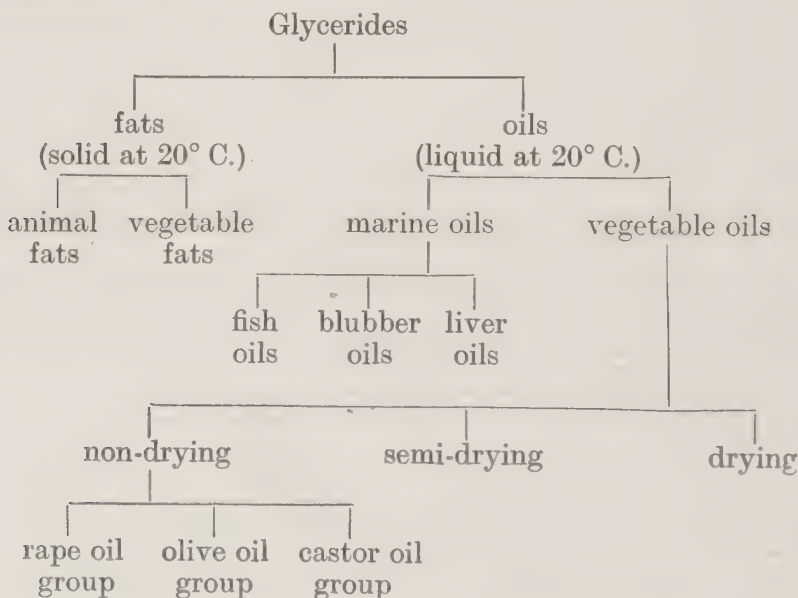 Glycerides
fats oils
(solid at 20° C.) (liquid at 20° C.)
animal vegetable marine oils vegetable oils
fats fats
fish blubber liver
oils oils oils
non-drying semi-drying drying
rape oil olive oil castor oil
group group group